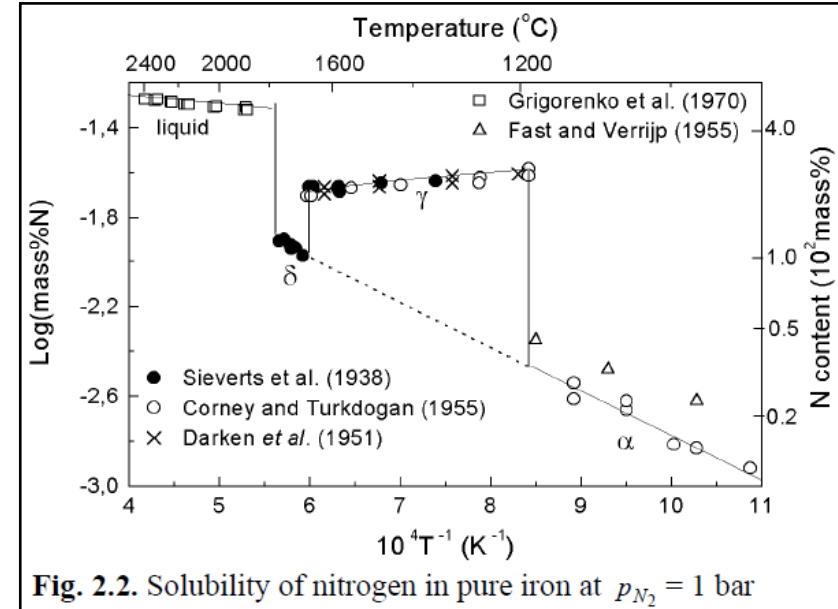 Temperature (°C)
2400 2000 1600 1200
□ Grigorenko et al. (1970)
△ Fast and Verrijp (1955)
liquid
-1,4
-1,8
-2,2
-2,6
-3,0
Log(mass%N)
4.0
1.0
0.5
0.2
N content (10²mass%)
γ
δ
α
● Sieverts et al. (1938)
○ Corney and Turkdogan (1955)
× Darken et al. (1951)
4 5 6 7 8 9 10 11
10⁴T⁻¹ (K⁻¹)
Fig. 2.2. Solubility of nitrogen in pure iron at p_N₂ = 1 bar